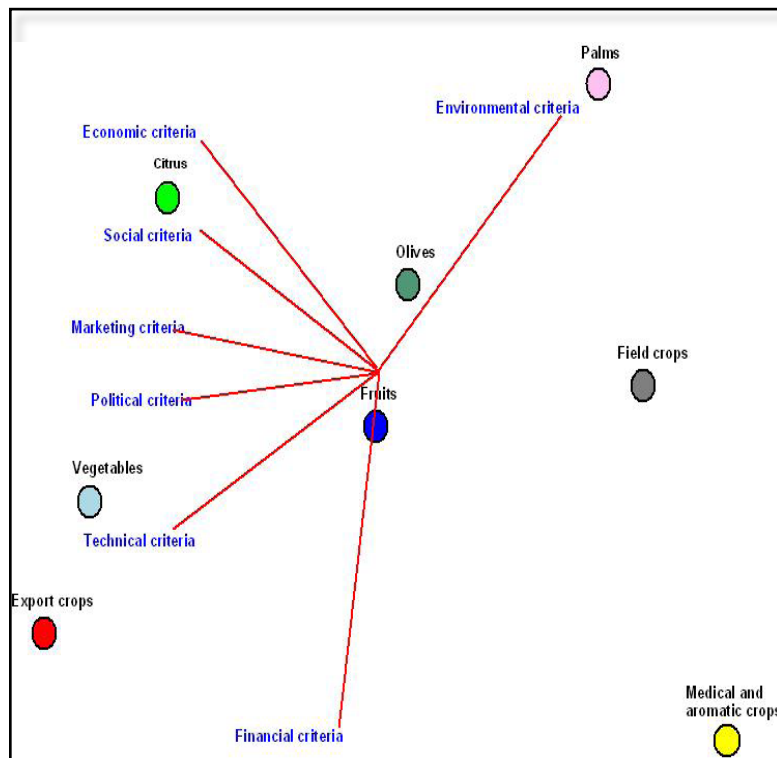 Palms
Environmental criteria
Economic criteria
Citrus
Social criteria
Olives
Marketing criteria
Field crops
Political criteria
Fruits
Vegetables
Technical criteria
Export crops
Medical and
aromatic crops
Financial criteria